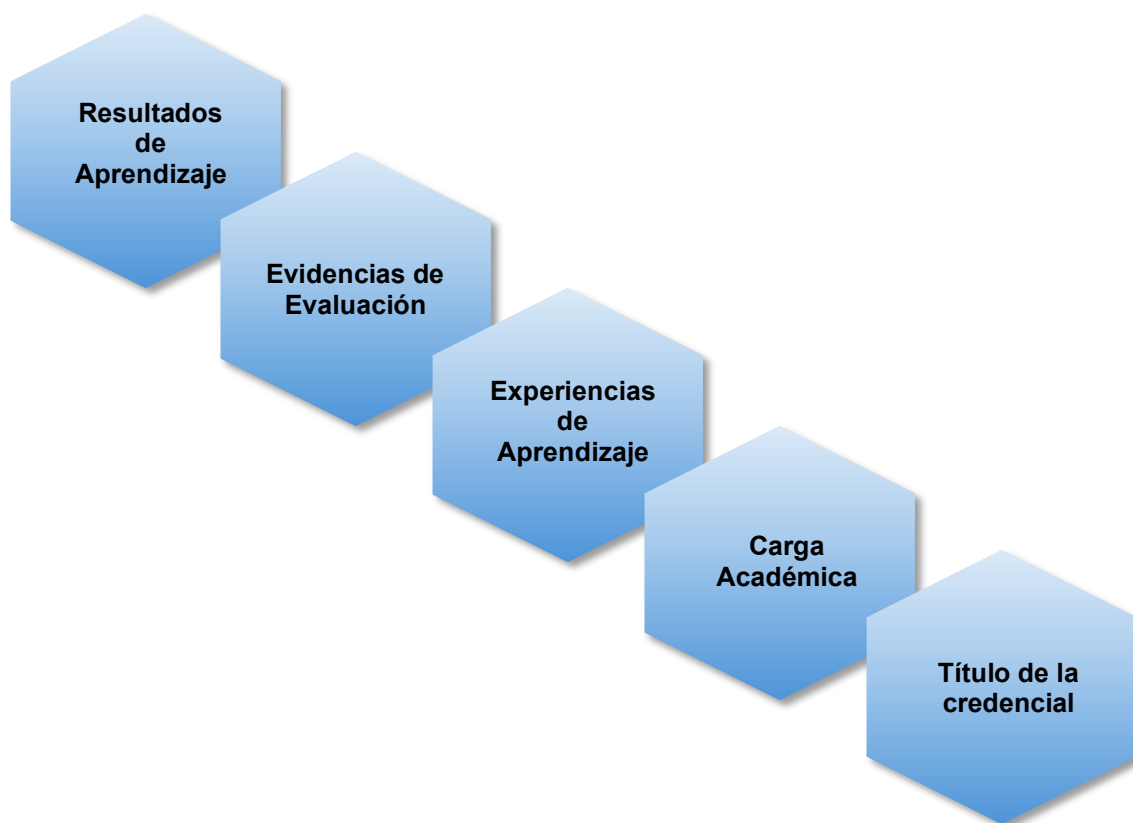 Resultados
de
Aprendizaje
Evidencias de
Evaluación
Experiencias
de
Aprendizaje
Carga
Académica
Título de la
credencial